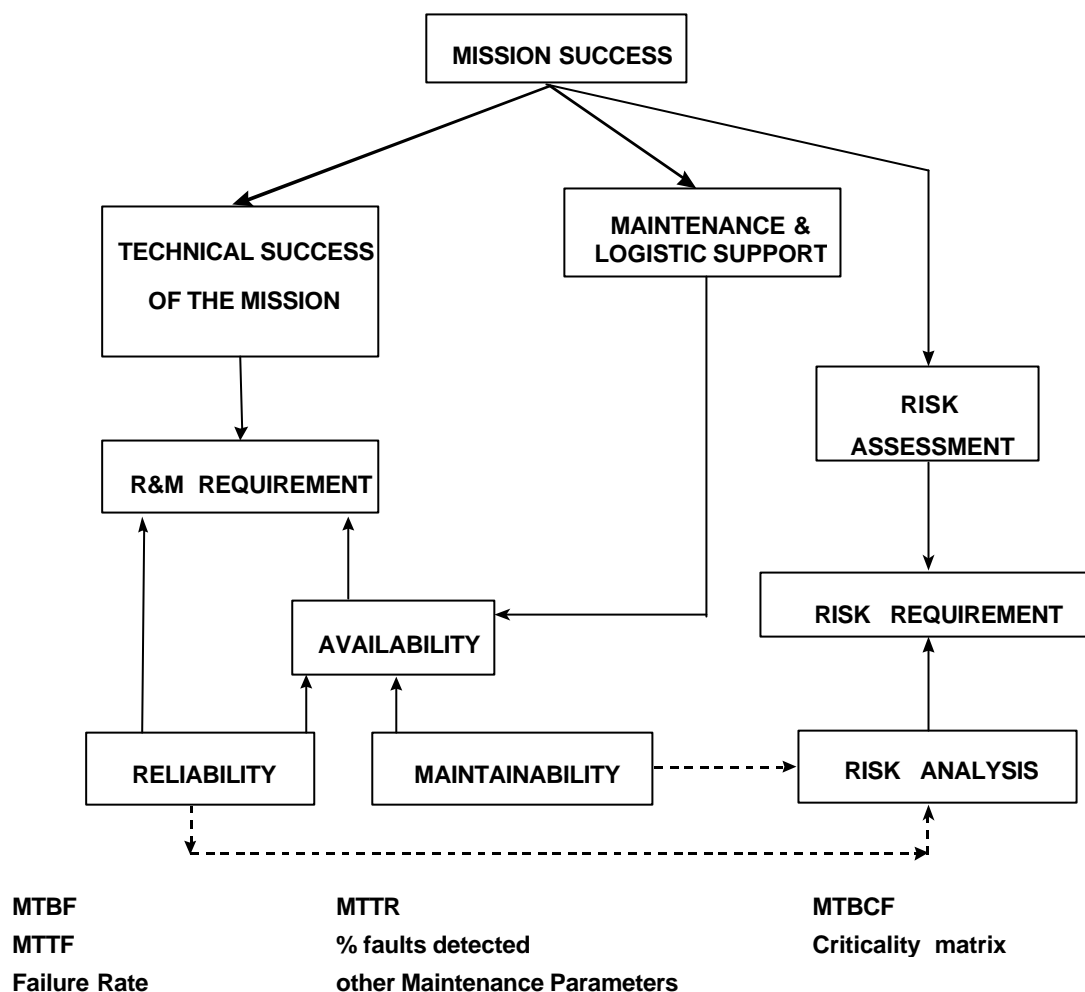 MISSION SUCCESS
TECHNICAL SUCCESS
OF THE MISSION
MAINTENANCE &
LOGISTIC SUPPORT
RISK
ASSESSMENT
R&M REQUIREMENT
RISK REQUIREMENT
AVAILABILITY
RELIABILITY
MAINTAINABILITY
RISK ANALYSIS
MTBF
MTTR
MTBCF
MTTF
% faults detected
Criticality matrix
Failure Rate
other Maintenance Parameters